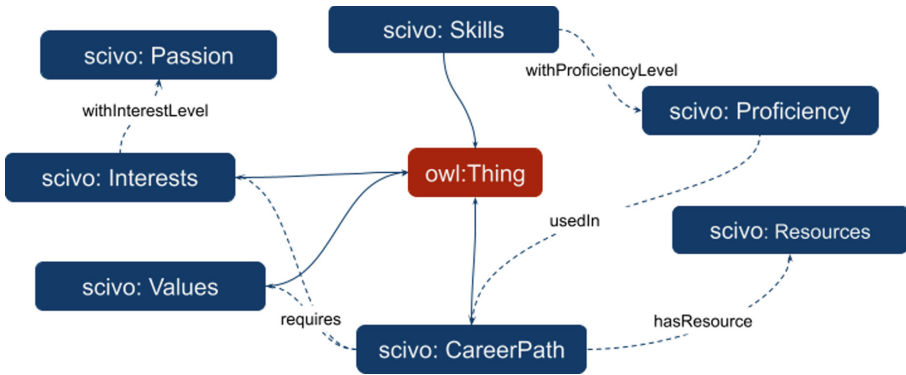 scivo: Skills
scivo: Passion
withProficiencyLevel
withInterestLevel
scivo: Proficiency
scivo: Interests
owl:Thing
usedIn
scivo: Resources
scivo: Values
requires
hasResource
scivo: CareerPath